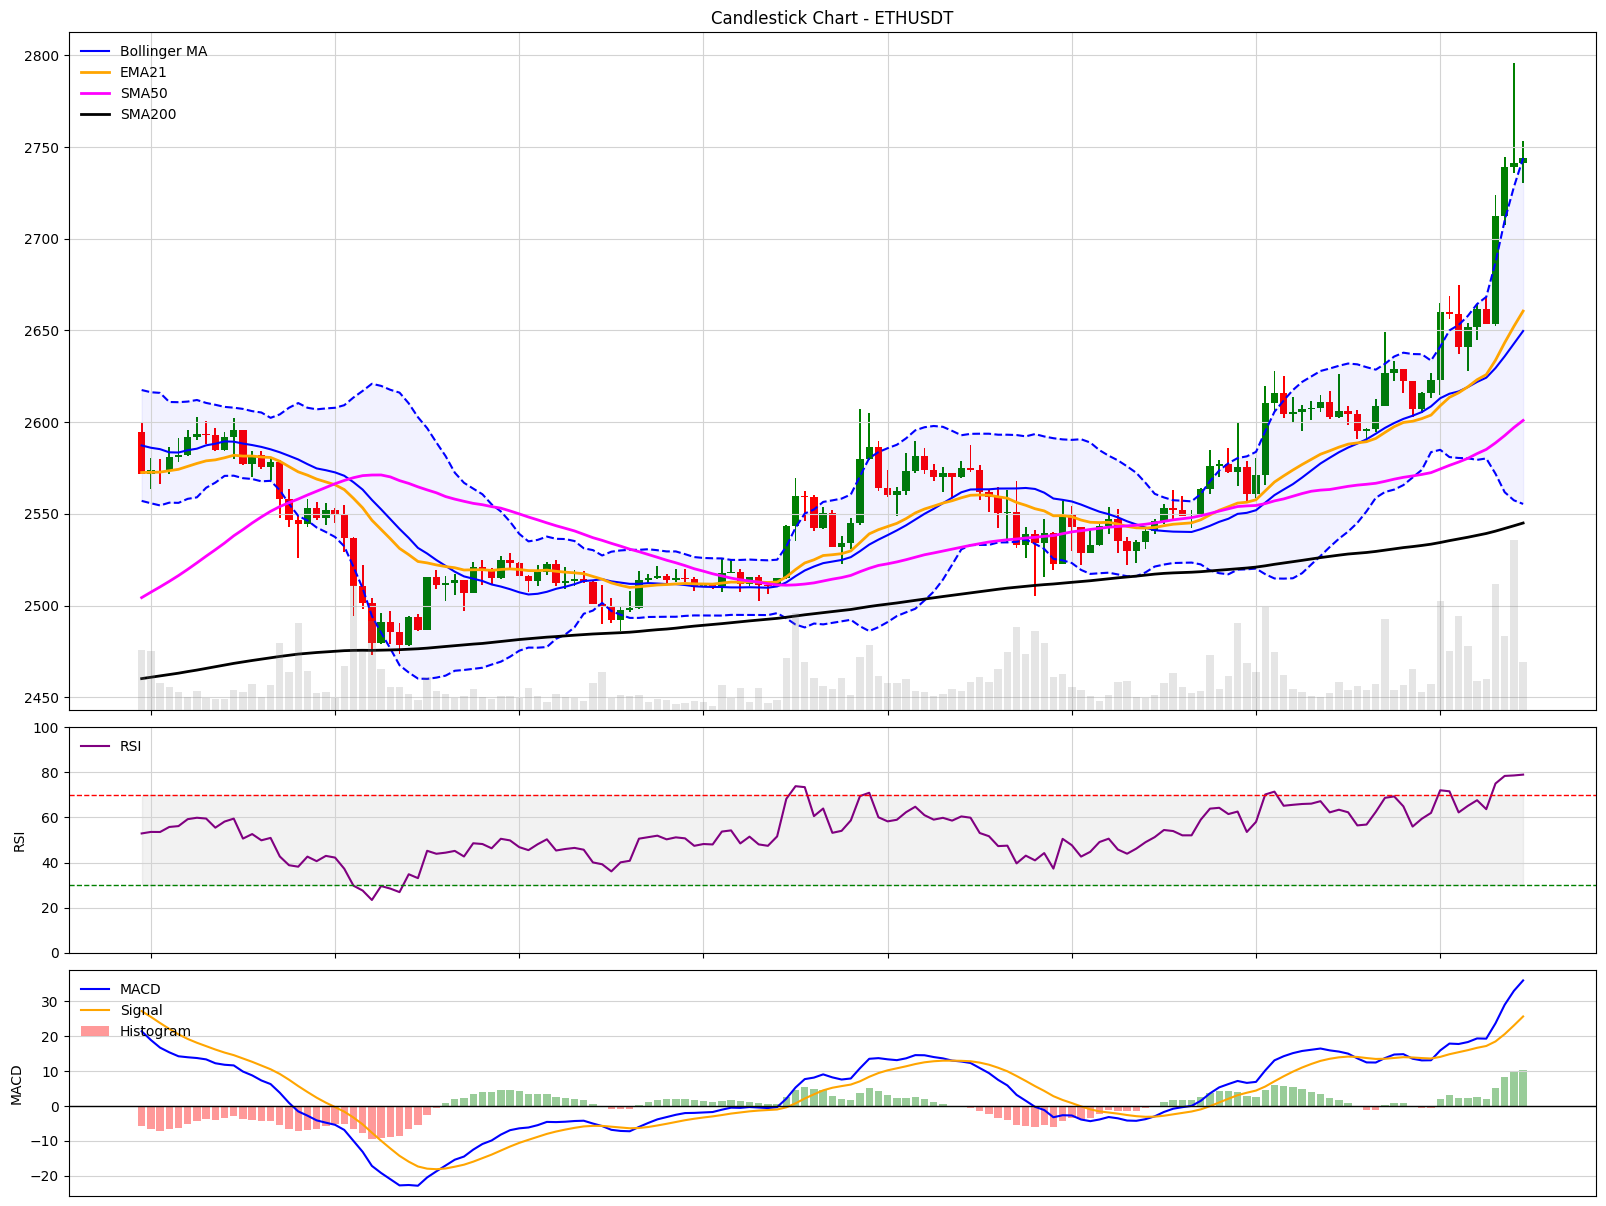 Candlestick Chart - ETHUSDT
Bollinger MA
EMA21
SMA50
SMA200
2800
2750
2700
2650
2600
2550
2500
2450
RSI
RSI
100
80
60
40
20
0
MACD
Signal
Histogram
MACD
30
20
10
0
−10
−20